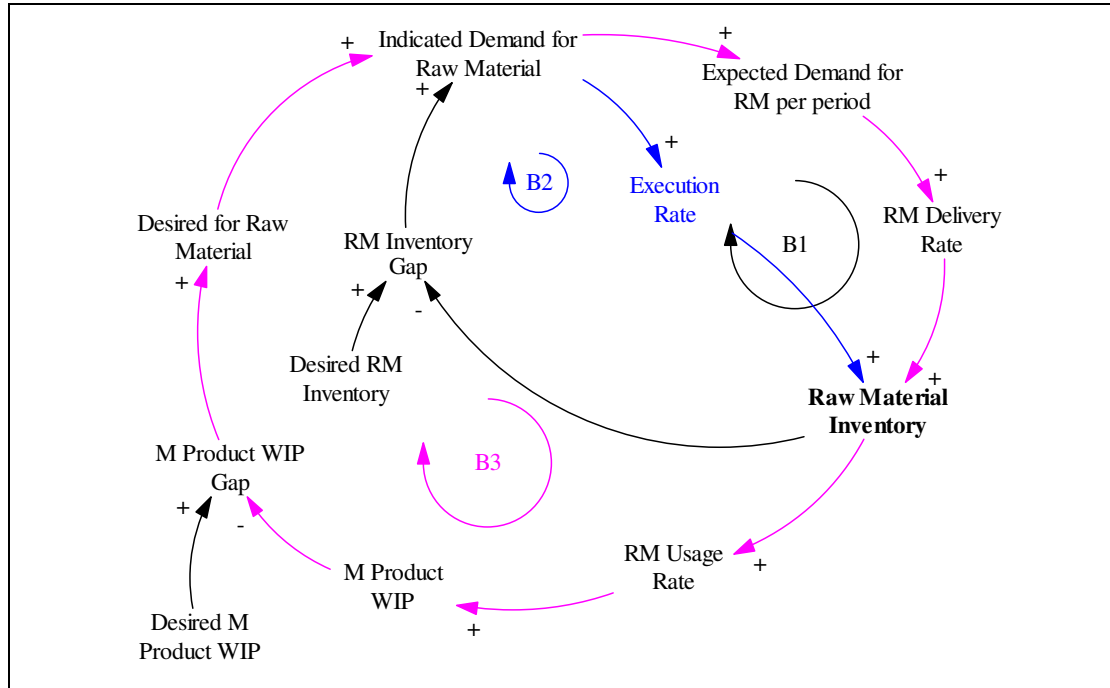 Indicated Demand for
Raw Material
+
+
+
Expected Demand for
RM per period
+
Execution
Rate
B2
+
RM Delivery
Rate
Desired for Raw
Material
+
RM Inventory
Gap
B1
+
-
Desired RM
Inventory
+
+
Raw Material
Inventory
M Product WIP
Gap
B3
+
-
M Product
WIP
RM Usage
Rate
+
+
Desired M
Product WIP